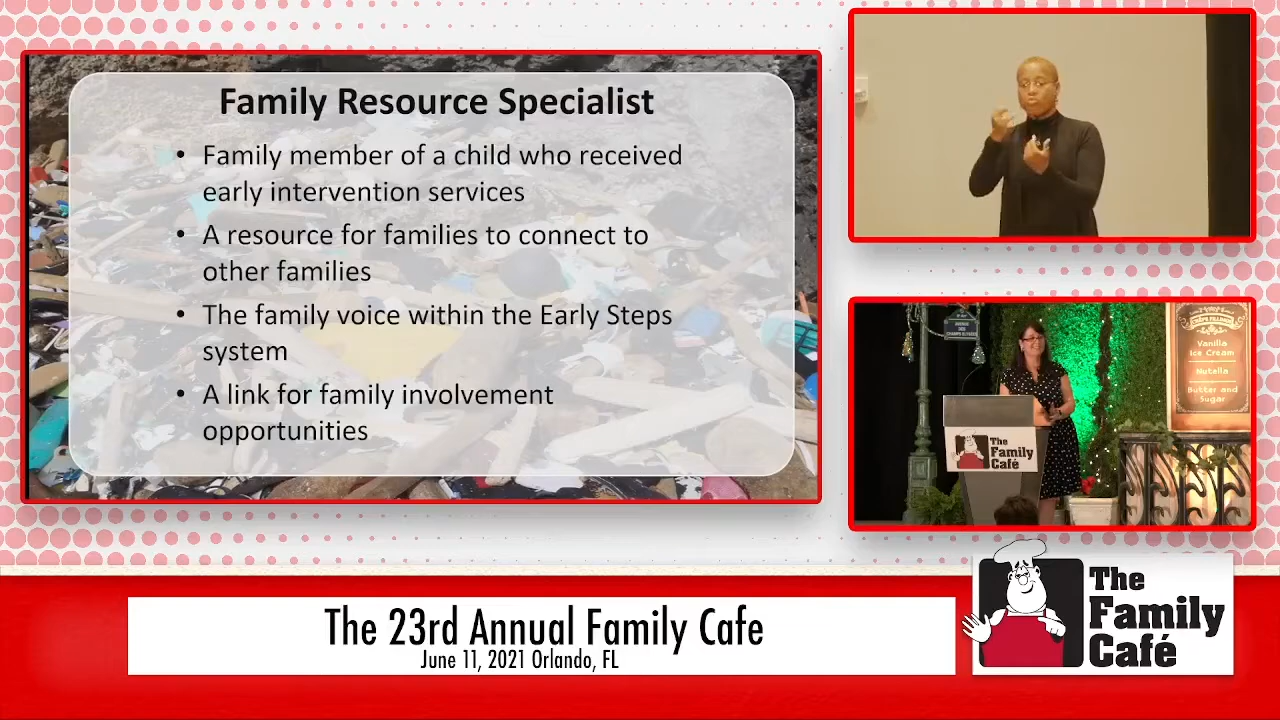 Family Resource Specialist
• Family member of a child who received
early intervention services
• A resource for families to connect to
other families
• The family voice within the Early Steps
system
• A link for family involvement
opportunities
Vanilla
Ice Cream
Nutella
Butter and
Sugar
The
Family
Café
The 23rd Annual Family Cafe
June 11, 2021 Orlando, FL
The
Family
Café